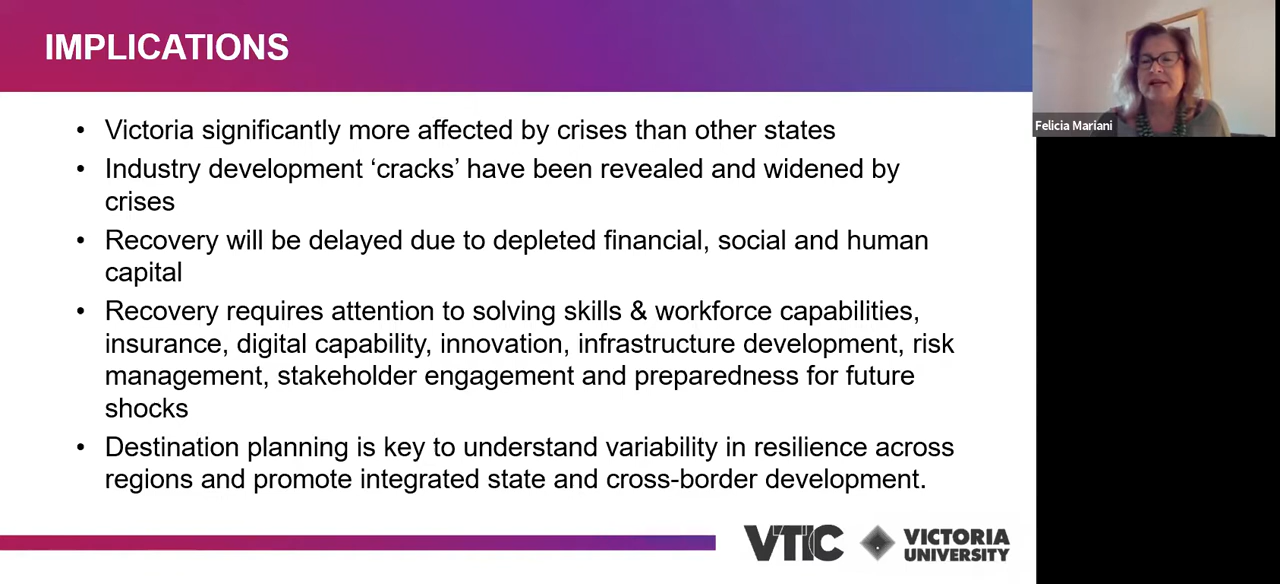 IMPLICATIONS
Felicia Mariani
• Victoria significantly more affected by crises than other states
• Industry development ‘cracks’ have been revealed and widened by
crises
• Recovery will be delayed due to depleted financial, social and human
capital
• Recovery requires attention to solving skills & workforce capabilities,
insurance, digital capability, innovation, infrastructure development, risk
management, stakeholder engagement and preparedness for future
shocks
• Destination planning is key to understand variability in resilience across
regions and promote integrated state and cross-border development.
VTIC
VICTORIA
UNIVERSITY